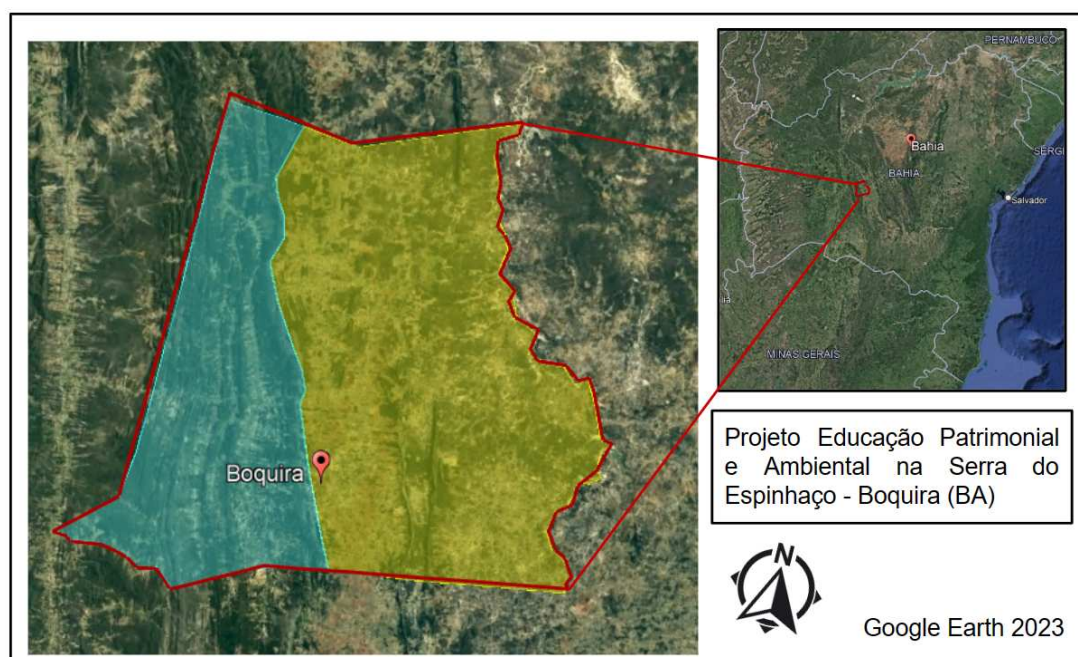 Boquira
PERNAMBUCO
Bahia
BAHIA
SERGI
Salvador
MINAS GERAIS
Projeto Educação Patrimonial
e Ambiental na Serra do
Espinhaço - Boquira (BA)
N
Google Earth 2023